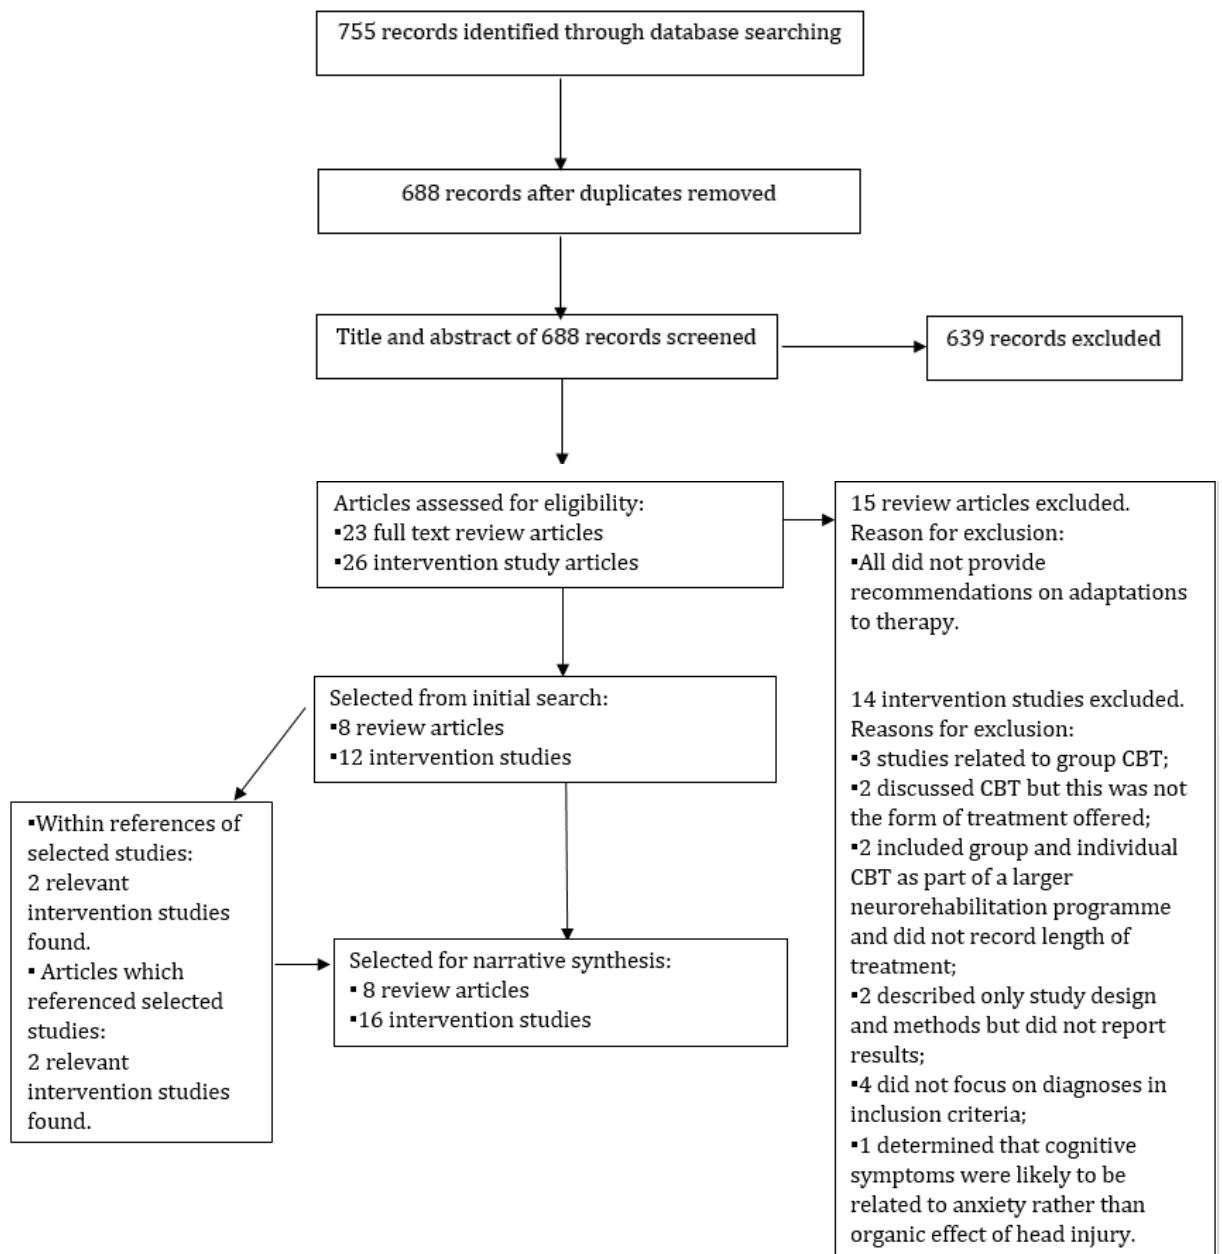 755 records identified through database searching
688 records after duplicates removed
Title and abstract of 688 records screened
639 records excluded
Articles assessed for eligibility:
▪23 full text review articles
▪26 intervention study articles
15 review articles excluded.
Reason for exclusion:
▪All did not provide
recommendations on adaptations
to therapy.
14 intervention studies excluded.
Reasons for exclusion:
▪3 studies related to group CBT;
▪2 discussed CBT but this was not
the form of treatment offered;
▪2 included group and individual
CBT as part of a larger
neurorehabilitation programme
and did not record length of
treatment;
▪2 described only study design
and methods but did not report
results;
▪4 did not focus on diagnoses in
inclusion criteria;
▪1 determined that cognitive
symptoms were likely to be
related to anxiety rather than
organic effect of head injury.
Selected from initial search:
▪8 review articles
▪12 intervention studies
▪Within references of
selected studies:
2 relevant
intervention studies
found.
▪ Articles which
referenced selected
studies:
2 relevant
intervention studies
found.
Selected for narrative synthesis:
▪ 8 review articles
▪16 intervention studies